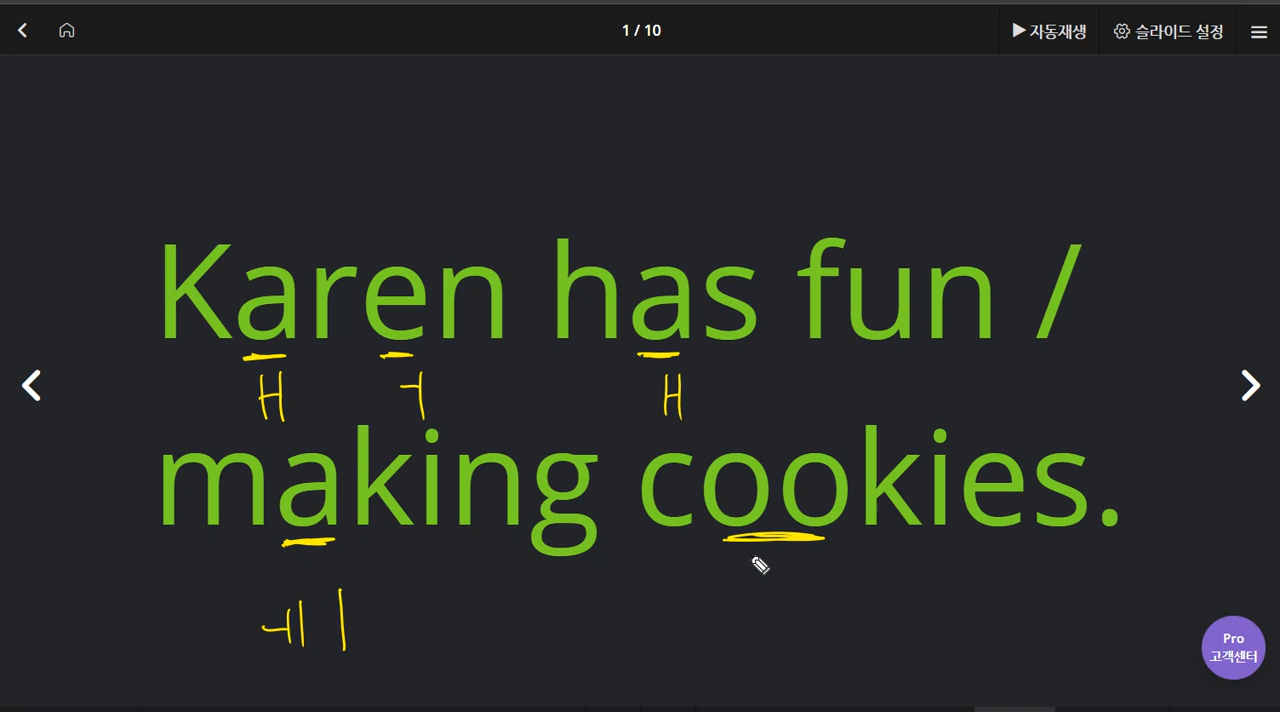 1 / 10
자동재생
슬라이드 설정
Karen has fun /
ㅐ ㅓ ㅐ
making cookies.
ㅔㅣ
Pro
고객센터